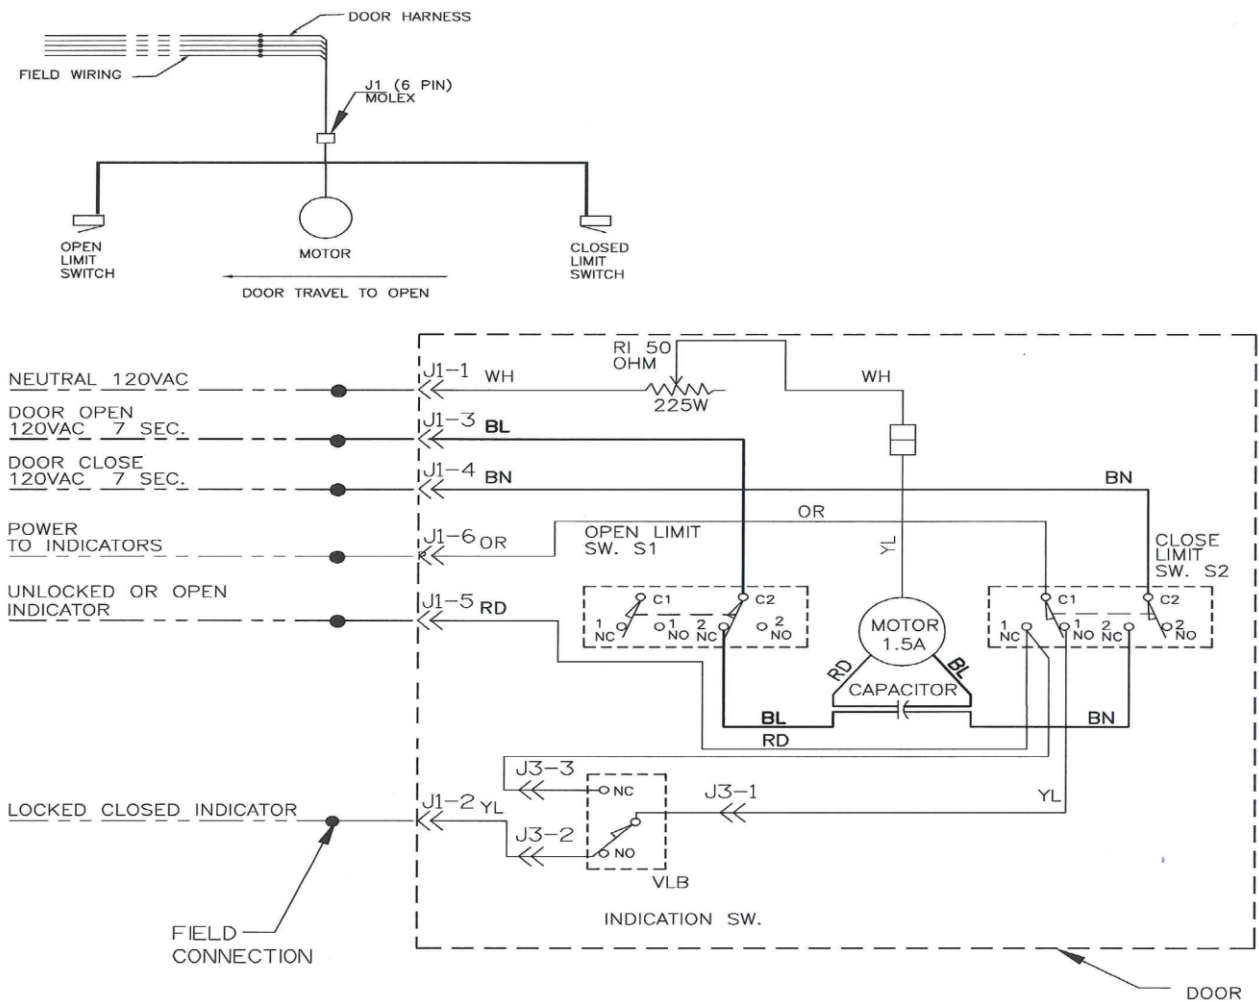 DOOR HARNESS
FIELD WIRING
J1 (6 PIN)
MOLEX
OPEN
LIMIT
SWITCH
MOTOR
CLOSED
LIMIT
SWITCH
DOOR TRAVEL TO OPEN
NEUTRAL 120VAC
J1-1
WH
RI 50
OHM
225W
WH
DOOR OPEN
120VAC 7 SEC.
J1-3
BL
DOOR CLOSE
120VAC 7 SEC.
J1-4
BN
BN
POWER
TO INDICATORS
J1-6
OR
OR
OPEN LIMIT
SW. S1
YL
CLOSE
LIMIT
SW. S2
UNLOCKED OR OPEN
INDICATOR
J1-5
RD
C1
C2
1
NC
1
NO
2
NC
2
NO
MOTOR
1.5A
C1
C2
1
NC
1
NO
2
NC
2
NO
RD
BL
CAPACITOR
BL
BN
RD
J3-3
NC
J3-1
YL
LOCKED CLOSED INDICATOR
J1-2
YL
J3-2
NO
VLB
INDICATION SW.
FIELD
CONNECTION
DOOR